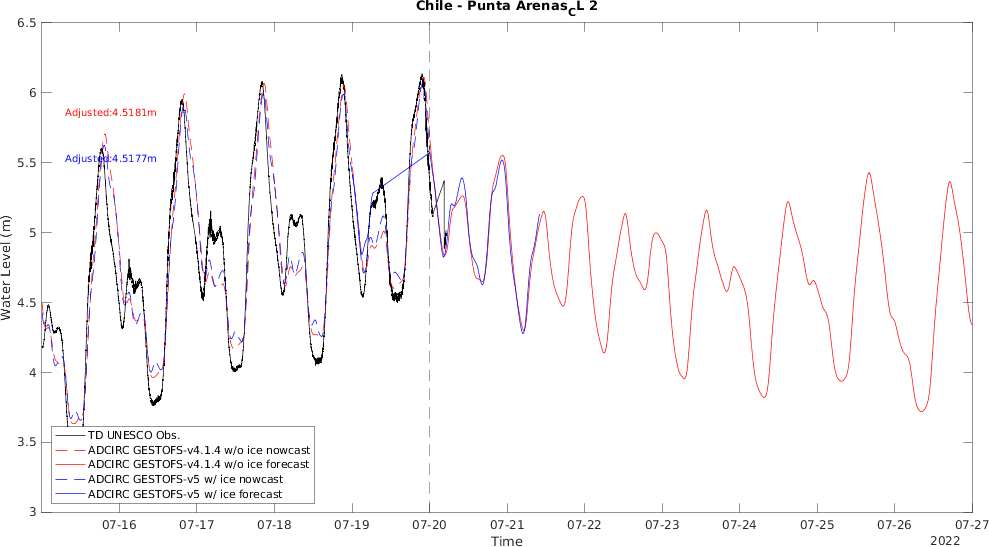 Chile - Punta Arenas_CL 2
6.5
6
5.5
5
4.5
4
3.5
3
Water Level (m)
Adjusted:4.5181m
Adjusted:4.5177m
TD UNESCO Obs.
ADCIRC GESTOFS-v4.1.4 w/o ice nowcast
ADCIRC GESTOFS-v4.1.4 w/o ice forecast
ADCIRC GESTOFS-v5 w/ ice nowcast
ADCIRC GESTOFS-v5 w/ ice forecast
07-16 07-17 07-18 07-19 07-20 07-21 07-22 07-23 07-24 07-25 07-26 07-27
Time
2022